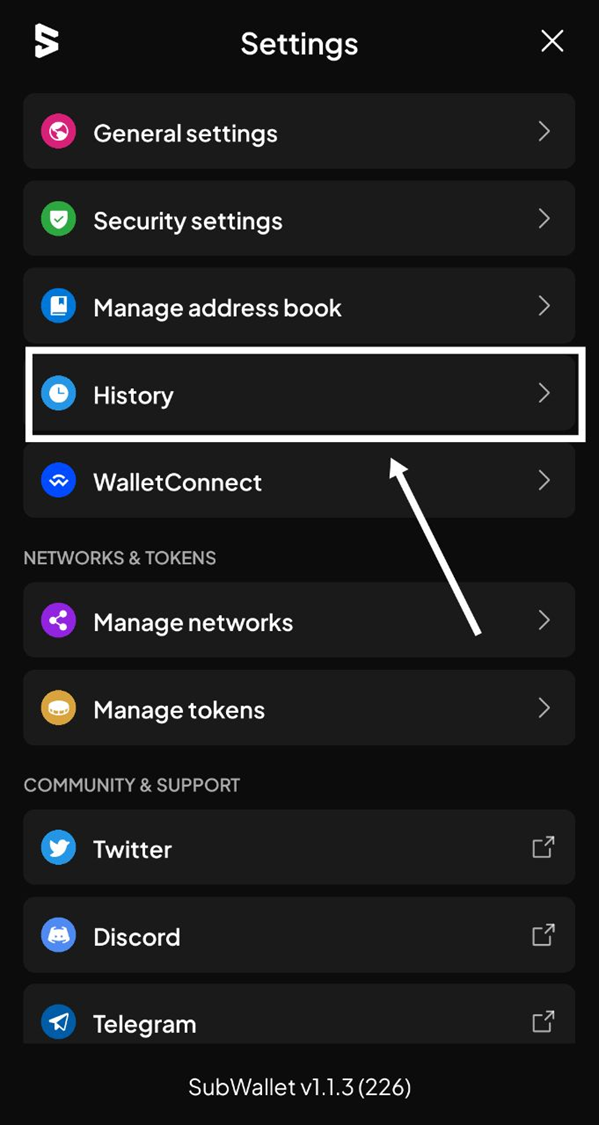 Settings
General settings
Security settings
Manage address book
History
WalletConnect
NETWORKS & TOKENS
Manage networks
Manage tokens
COMMUNITY & SUPPORT
Twitter
Discord
Telegram
SubWallet v1.1.3 (226)